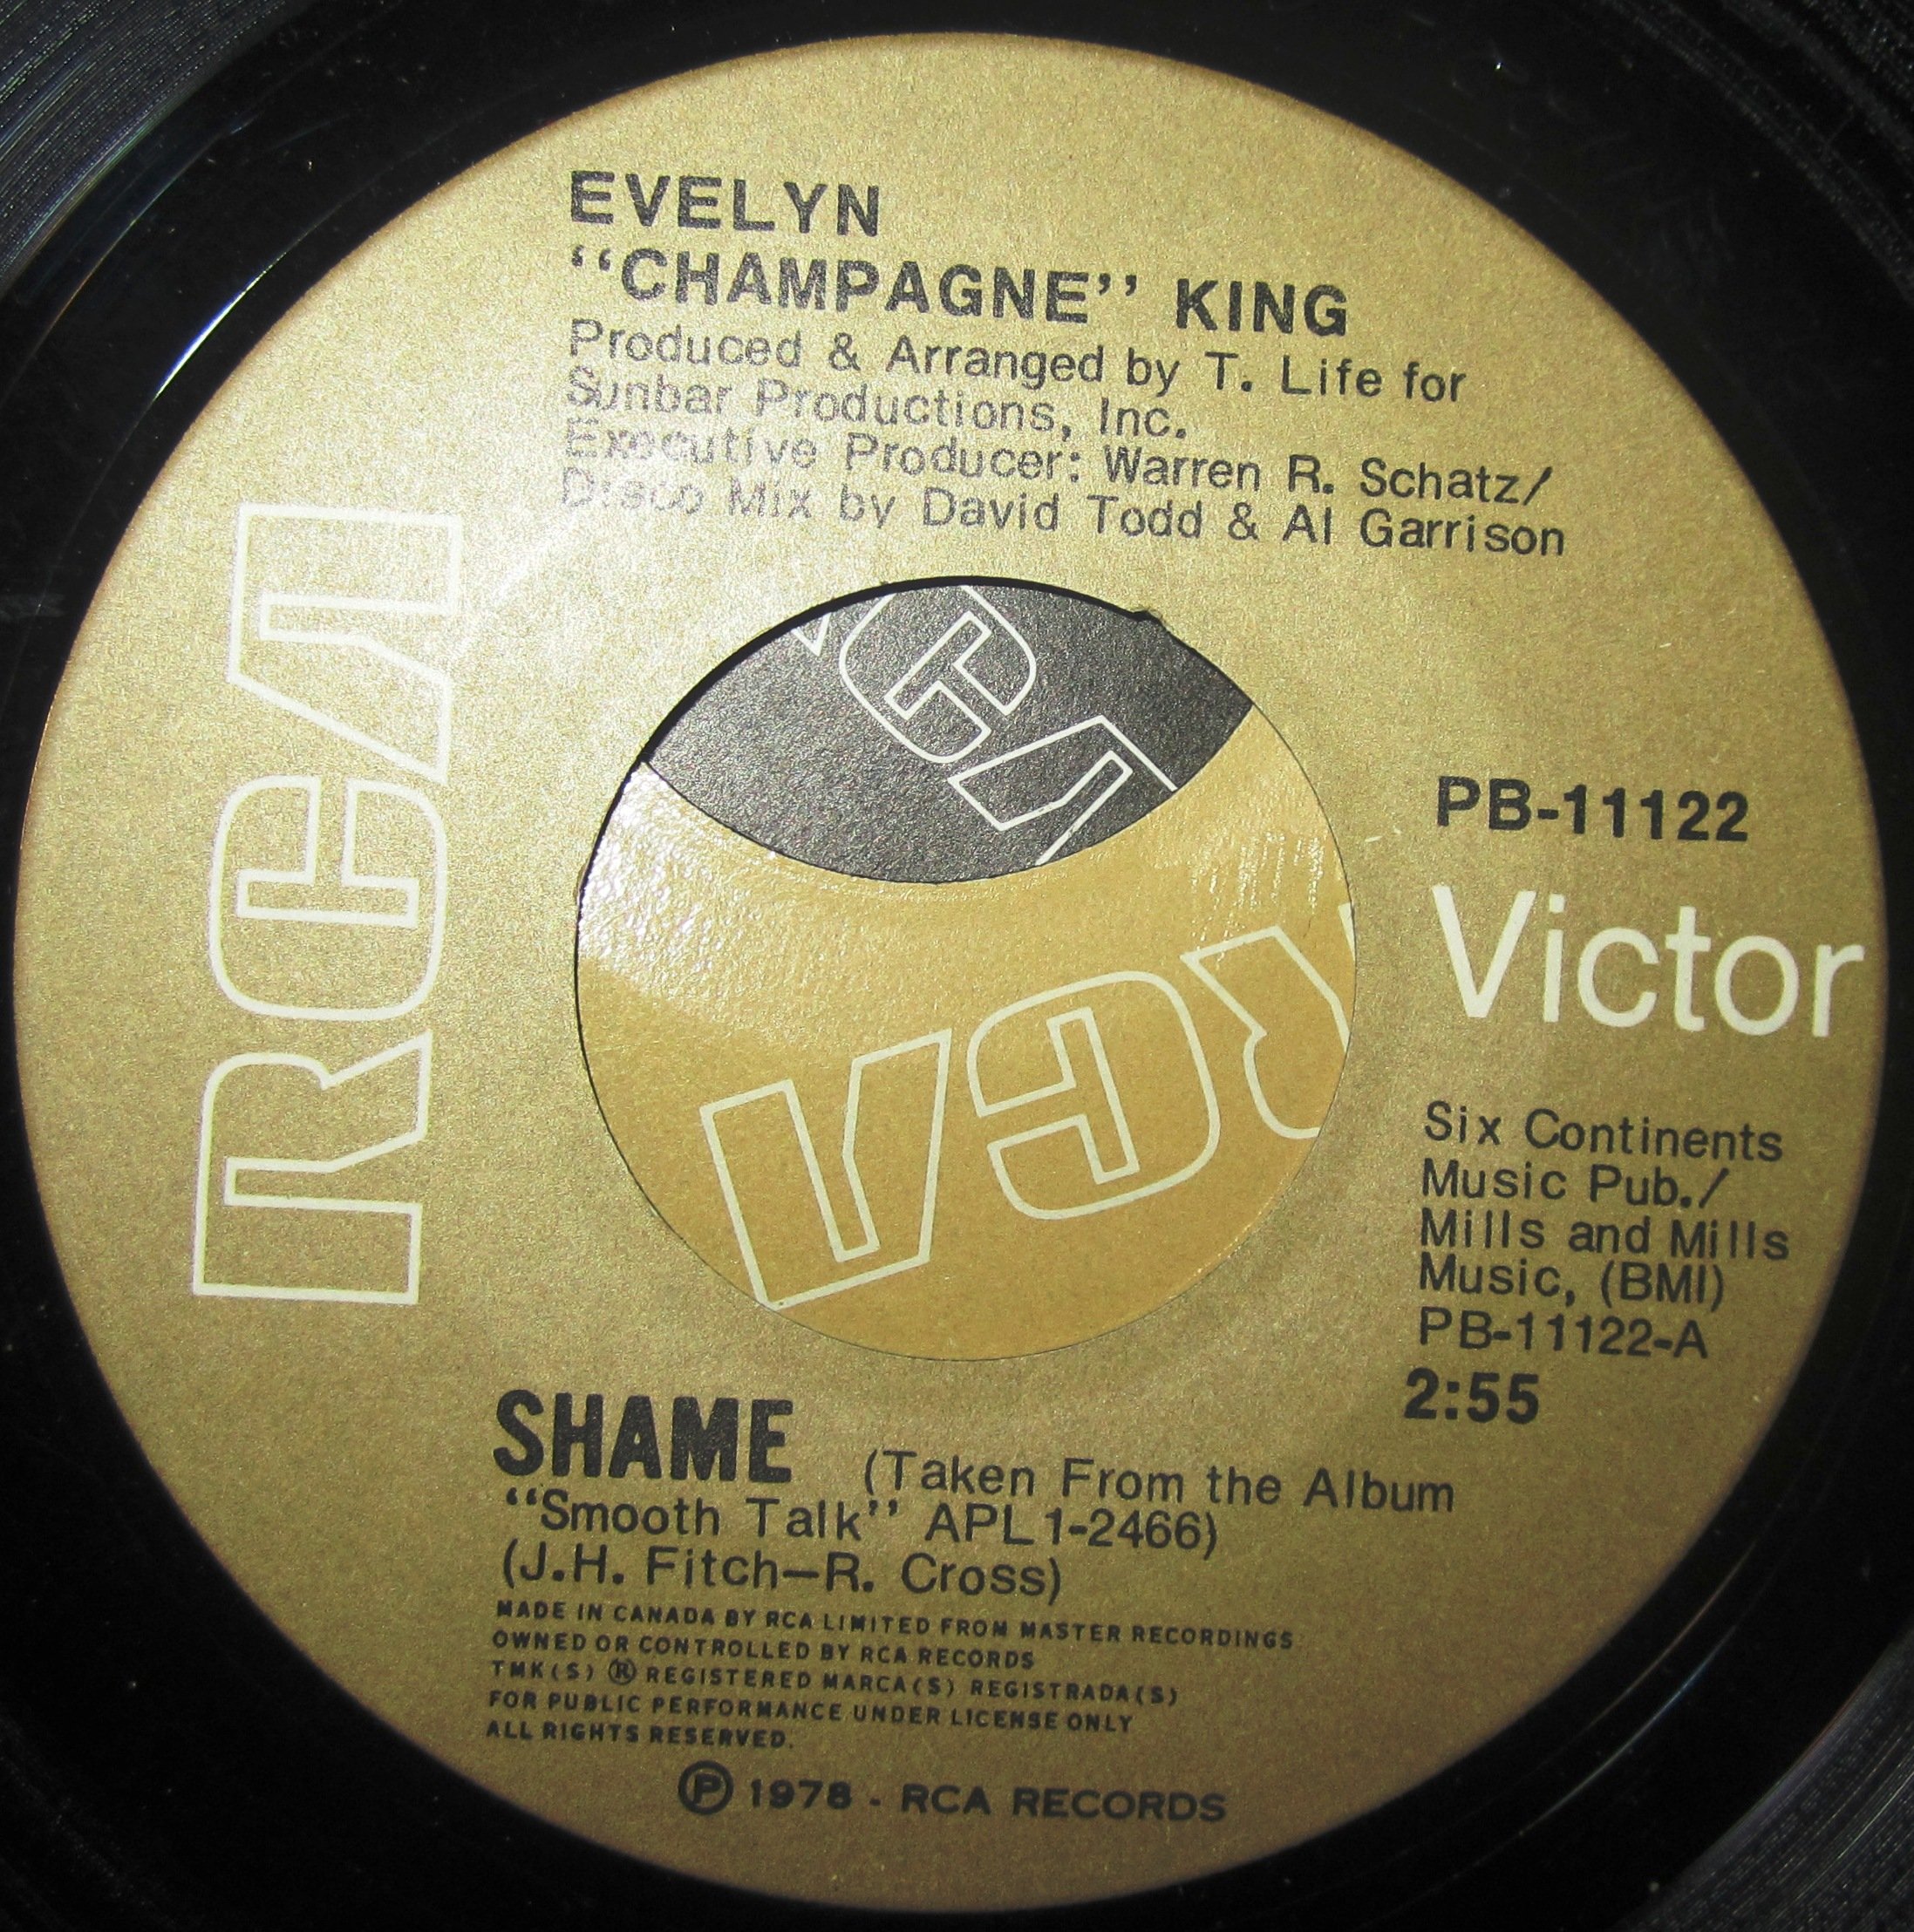 EVELYN
“CHAMPAGNE” KING
Produced & Arranged by T. Life for
Sunbar Productions, Inc.
Executive Producer: Warren R. Schatz/
Disco Mix by David Todd & Al Garrison
RCA
CA
RCA
PB-11122
Victor
Six Continents
Music Pub./
Mills and Mills
Music, (BMI)
PB-11122-A
2:55
SHAME (Taken From the Album
“Smooth Talk” APL1-2466)
(J.H. Fitch—R. Cross)
MADE IN CANADA BY RCA LIMITED FROM MASTER RECORDINGS
OWNED OR CONTROLLED BY RCA RECORDS
TMK(S) ® REGISTERED MARCA(S) REGISTRADA(S)
FOR PUBLIC PERFORMANCE UNDER LICENSE ONLY
ALL RIGHTS RESERVED.
℗ 1978 - RCA RECORDS